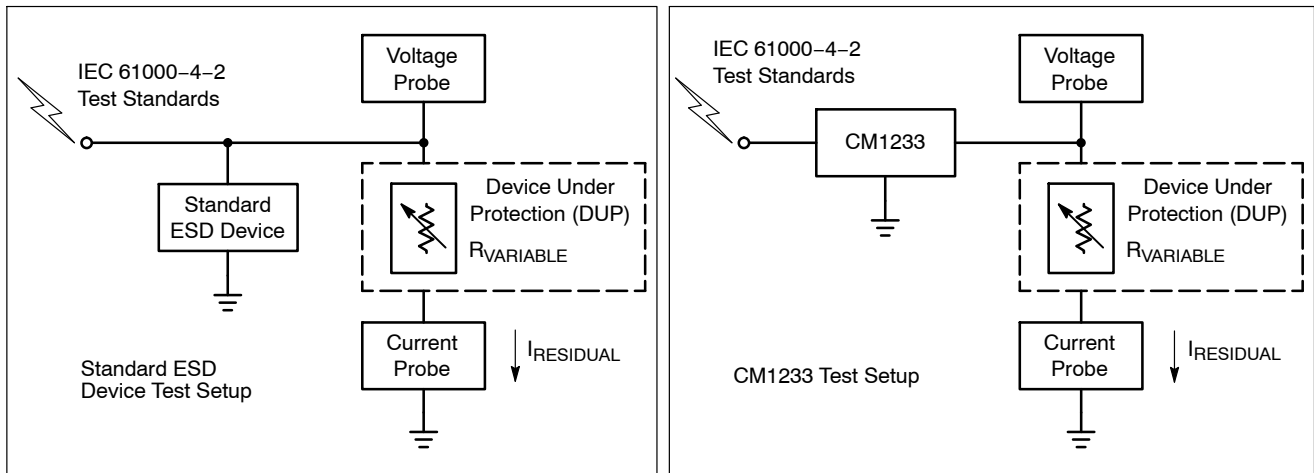 IEC 61000−4−2
Test Standards
Voltage
Probe
Standard
ESD Device
Device Under
Protection (DUP)
RVARIABLE
Current
Probe
IRESIDUAL
Standard ESD
Device Test Setup
IEC 61000−4−2
Test Standards
Voltage
Probe
CM1233
Device Under
Protection (DUP)
RVARIABLE
Current
Probe
IRESIDUAL
CM1233 Test Setup